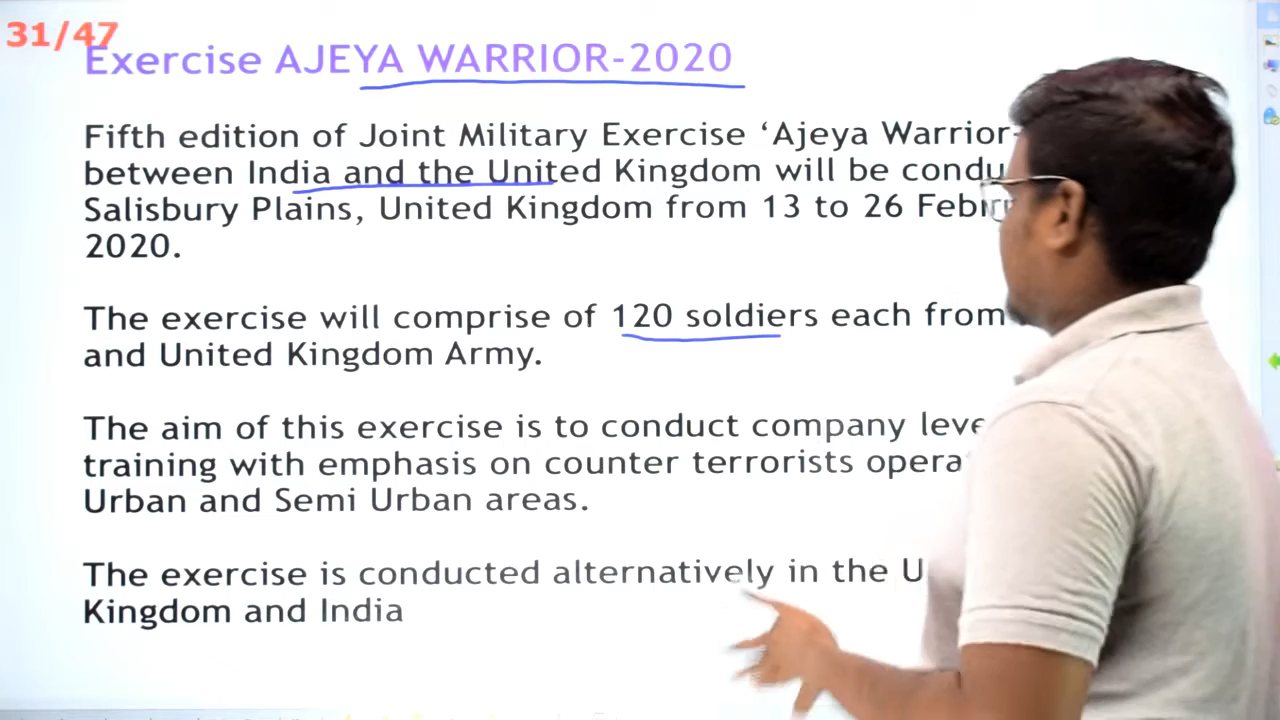 31/47
Exercise AJEYA WARRIOR-2020
Fifth edition of Joint Military Exercise ‘Ajeya Warrior-
between India and the United Kingdom will be condu
Salisbury Plains, United Kingdom from 13 to 26 Febru
2020.
The exercise will comprise of 120 soldiers each from
and United Kingdom Army.
The aim of this exercise is to conduct company leve
training with emphasis on counter terrorists opera
Urban and Semi Urban areas.
The exercise is conducted alternatively in the U
Kingdom and India